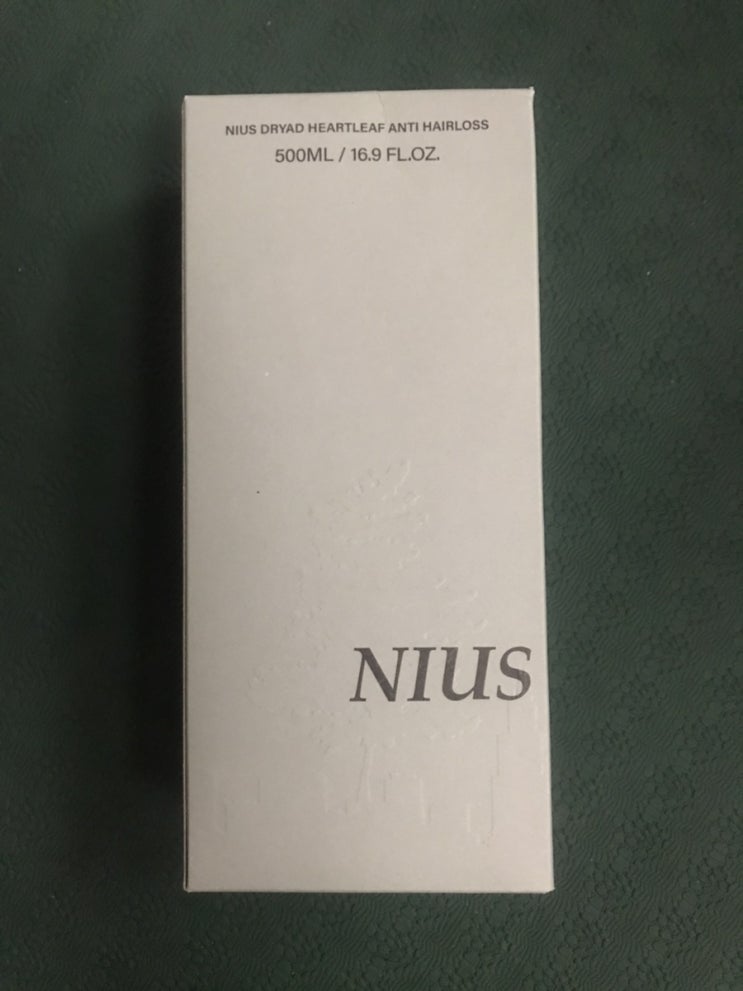 NIUS DRYAD HEARTLEAF ANTI HAIRLOSS
500ML / 16.9 FL.OZ.
NIUS